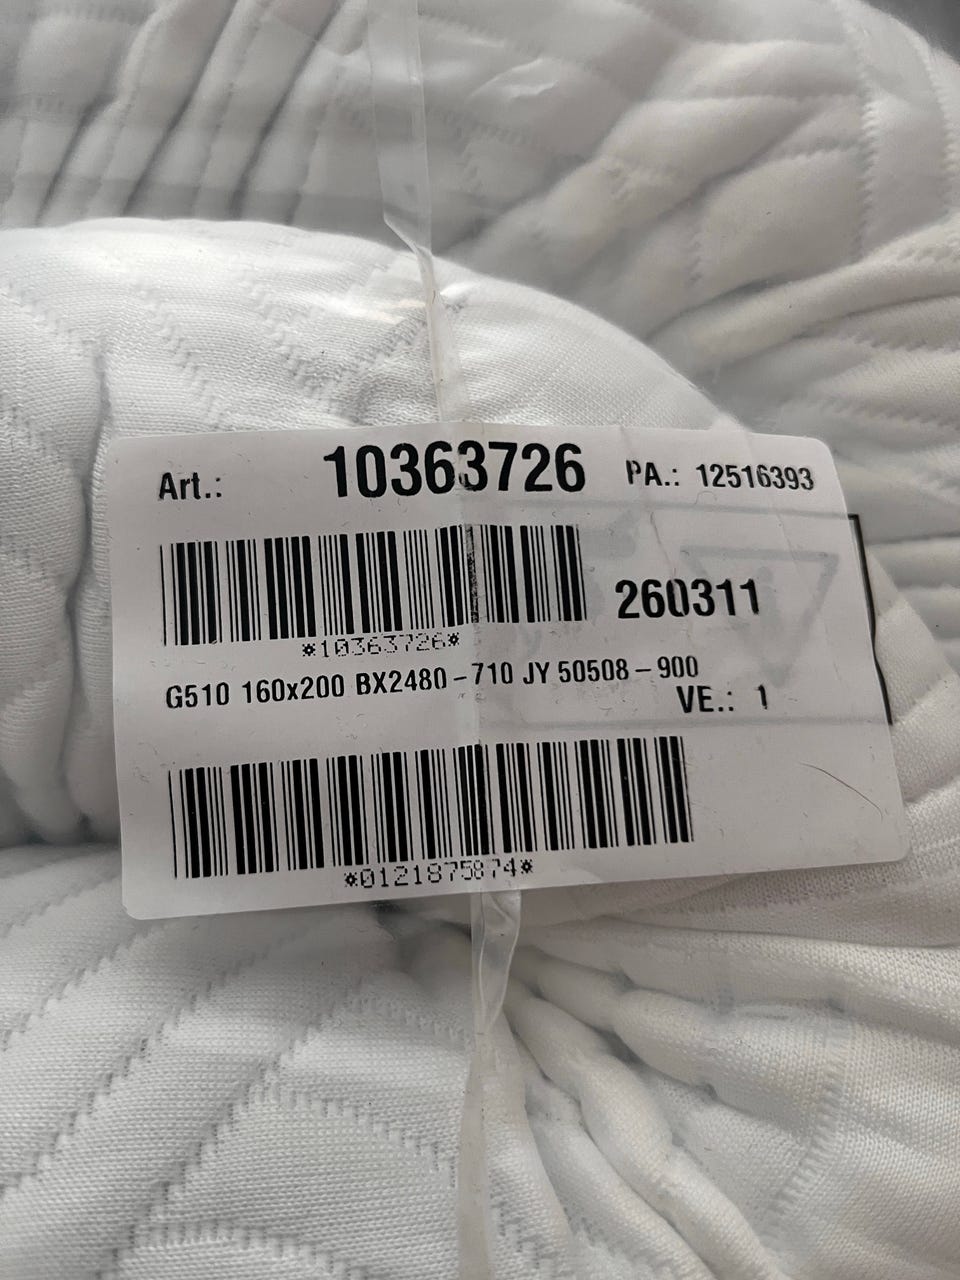 Art.: 10363726 PA.: 12516393
260311
*10363726*
G510 160x200 BX2480-710 JY 50508-900
VE.: 1
*0121875874*